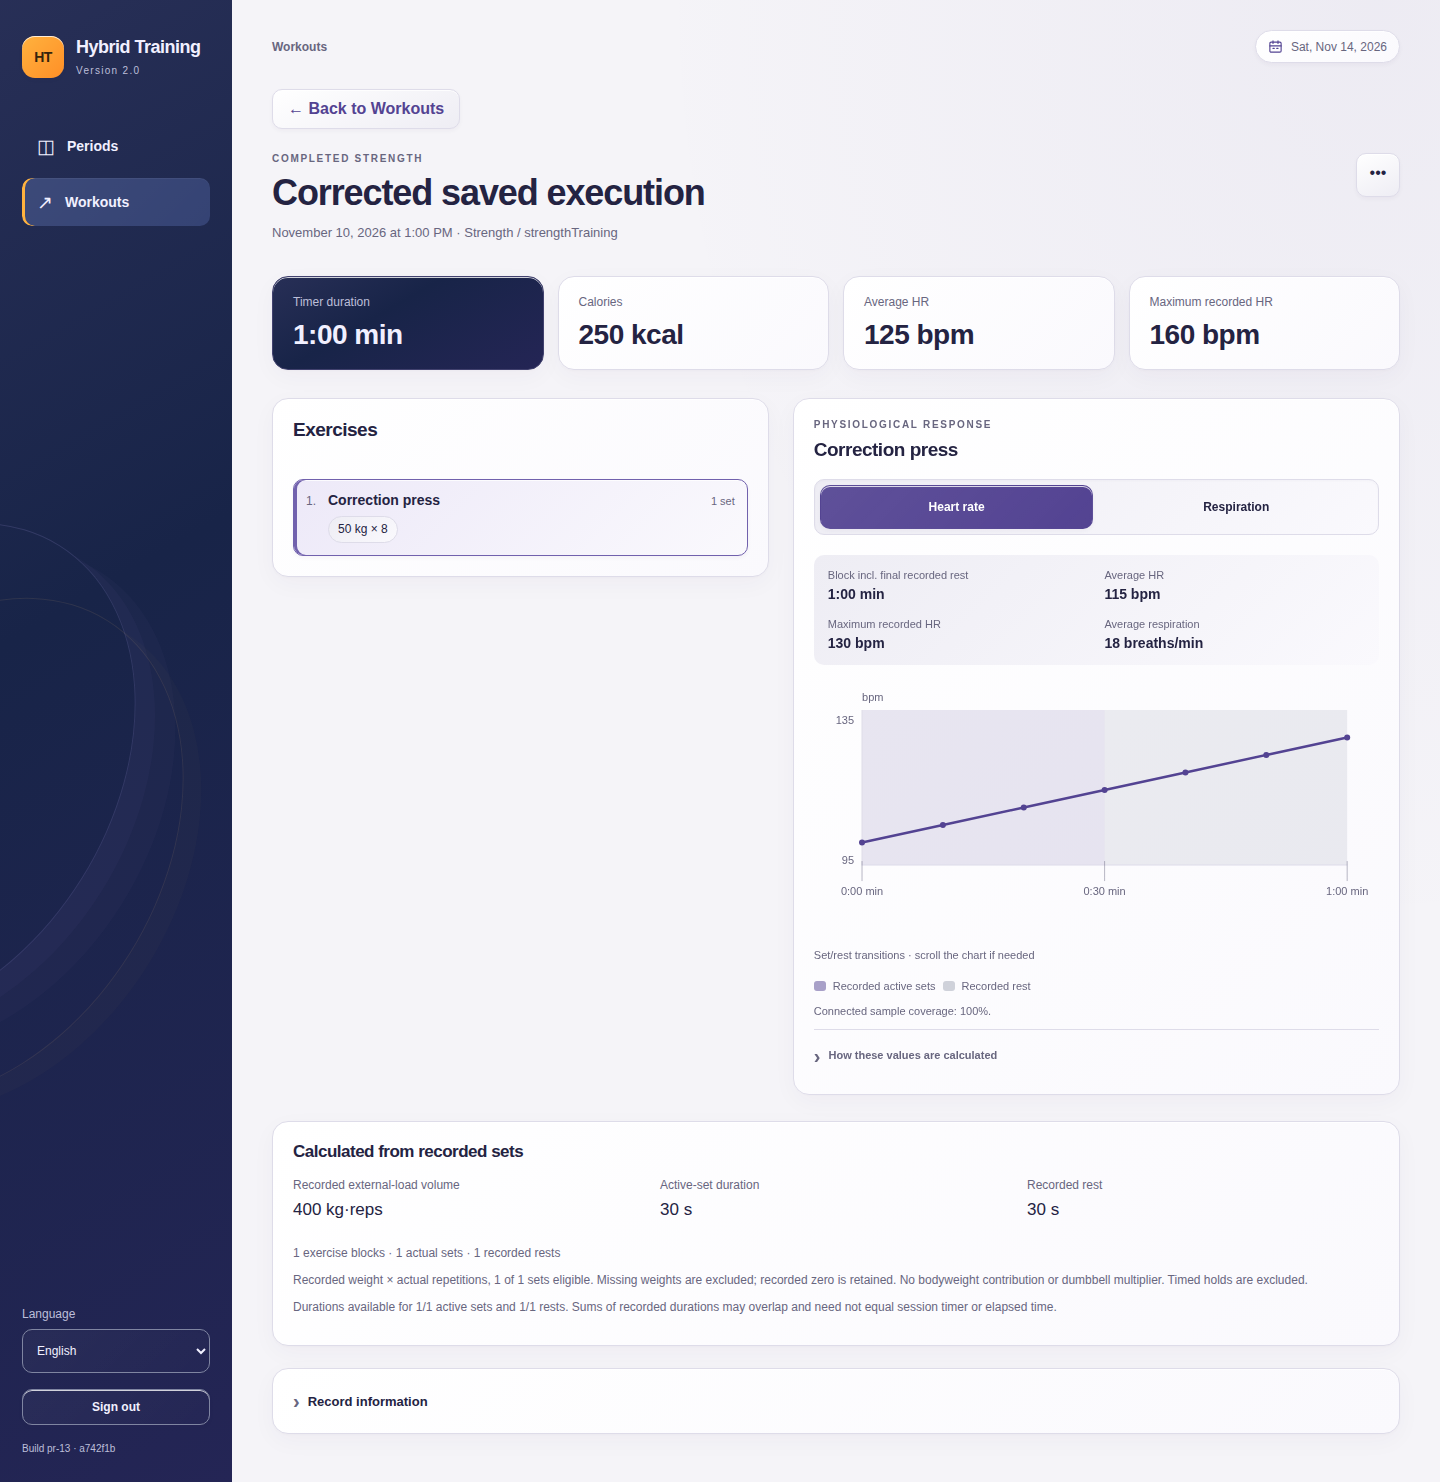 HT
Hybrid Training
Version 2.0
Periods
Workouts
Language
English
Sign out
Build pr-13 · a742f1b
Workouts
Sat, Nov 14, 2026
← Back to Workouts
COMPLETED STRENGTH
Corrected saved execution
•••
November 10, 2026 at 1:00 PM · Strength / strengthTraining
Timer duration
1:00 min
Calories
250 kcal
Average HR
125 bpm
Maximum recorded HR
160 bpm
Exercises
1. Correction press 1 set
50 kg × 8
PHYSIOLOGICAL RESPONSE
Correction press
Heart rate Respiration
Block incl. final recorded rest
1:00 min
Average HR
115 bpm
Maximum recorded HR
130 bpm
Average respiration
18 breaths/min
bpm
135
95
0:00 min 0:30 min 1:00 min
Set/rest transitions · scroll the chart if needed
Recorded active sets Recorded rest
Connected sample coverage: 100%.
› How these values are calculated
Calculated from recorded sets
Recorded external-load volume
400 kg·reps
Active-set duration
30 s
Recorded rest
30 s
1 exercise blocks · 1 actual sets · 1 recorded rests
Recorded weight × actual repetitions, 1 of 1 sets eligible. Missing weights are excluded; recorded zero is retained. No bodyweight contribution or dumbbell multiplier. Timed holds are excluded.
Durations available for 1/1 active sets and 1/1 rests. Sums of recorded durations may overlap and need not equal session timer or elapsed time.
› Record information